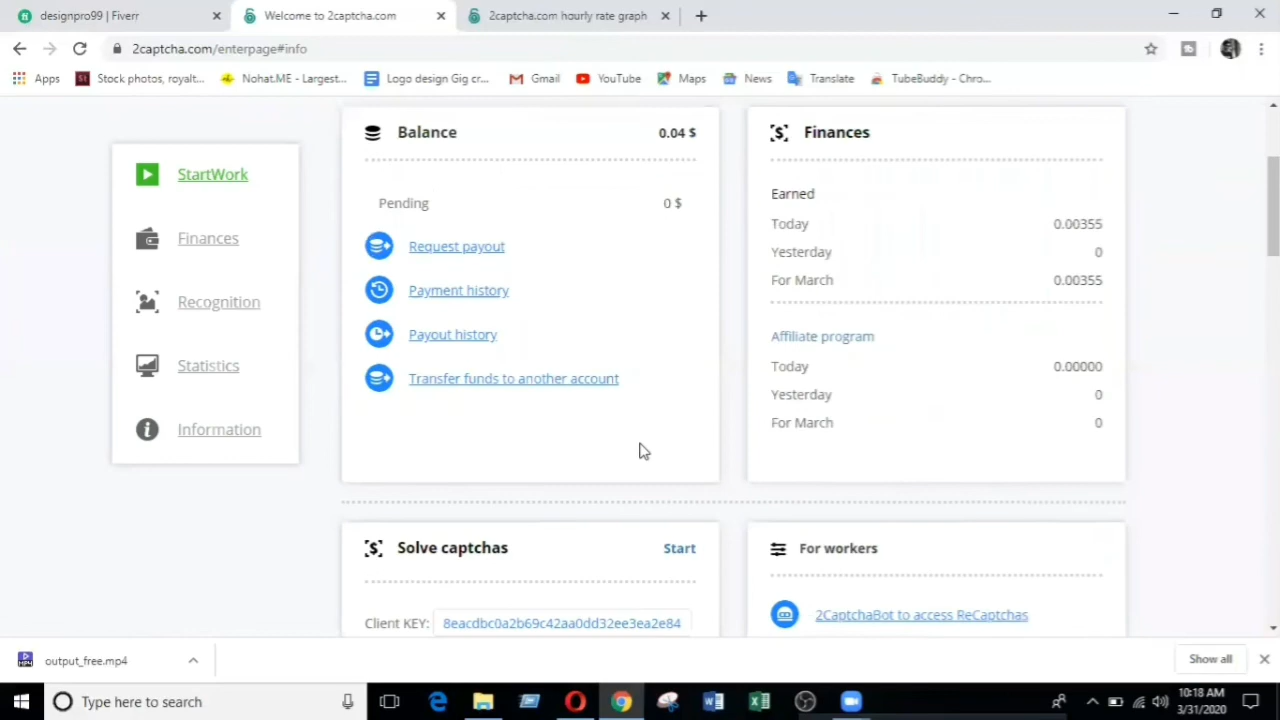 designpro99 | Fiverr
Welcome to 2captcha.com
2captcha.com hourly rate graph
2captcha.com/enterpage#info
Apps
Stock photos, royalt...
Nohat.ME - Largest...
Logo design Gig cr...
Gmail
YouTube
Maps
News
Translate
TubeBuddy - Chro...
StartWork
Finances
Recognition
Statistics
Information
Balance 0.04 $
Pending 0 $
Request payout
Payment history
Payout history
Transfer funds to another account
Finances
Earned
Today 0.00355
Yesterday 0
For March 0.00355
Affiliate program
Today 0.00000
Yesterday 0
For March 0
Solve captchas Start
Client KEY: 8eacdbc0a2b69c42aa0dd32ee3ea2e84
For workers
2CaptchaBot to access ReCaptchas
output_free.mp4
Show all
Type here to search
10:18 AM
3/31/2020